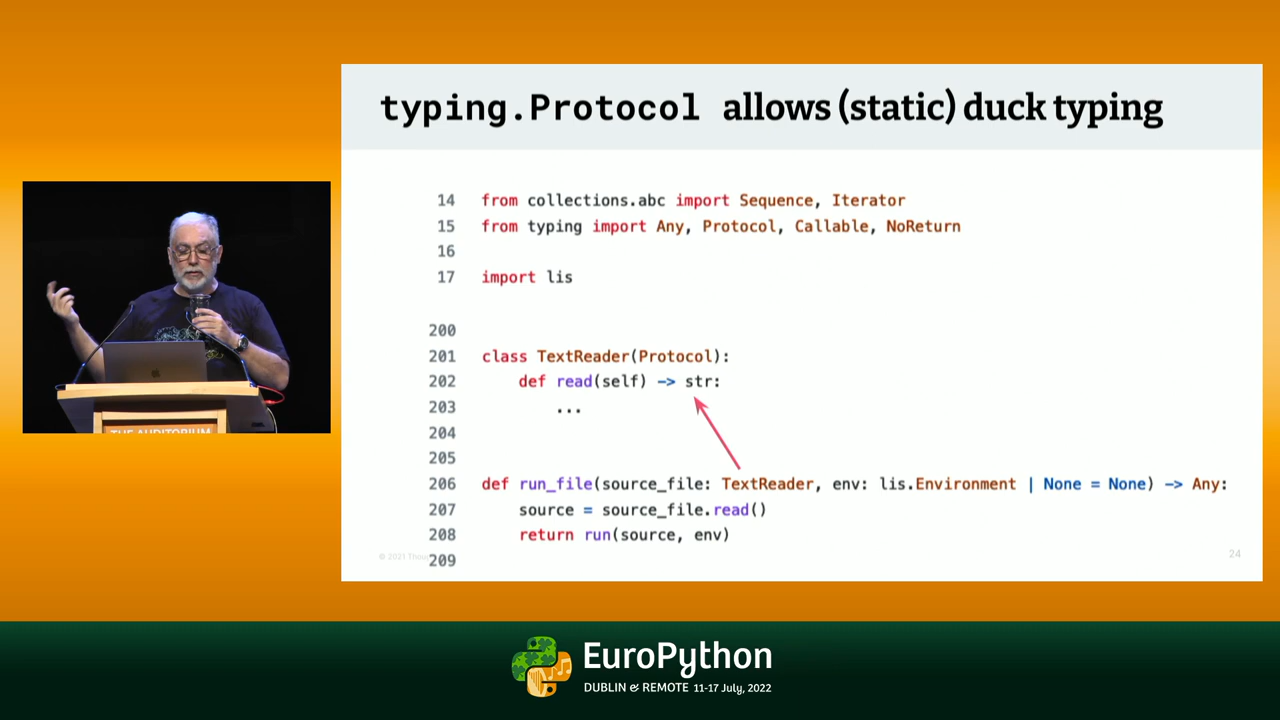 typing.Protocol allows (static) duck typing
14 from collections.abc import Sequence, Iterator
15 from typing import Any, Protocol, Callable, NoReturn
16
17 import lis
200
201 class TextReader(Protocol):
202 def read(self) -> str:
203 ...
204
205
206 def run_file(source_file: TextReader, env: lis.Environment | None = None) -> Any:
207 source = source_file.read()
208 return run(source, env)
209
© 2021
24
THE AUDITORIUM
EuroPython
DUBLIN & REMOTE 11-17 July, 2022